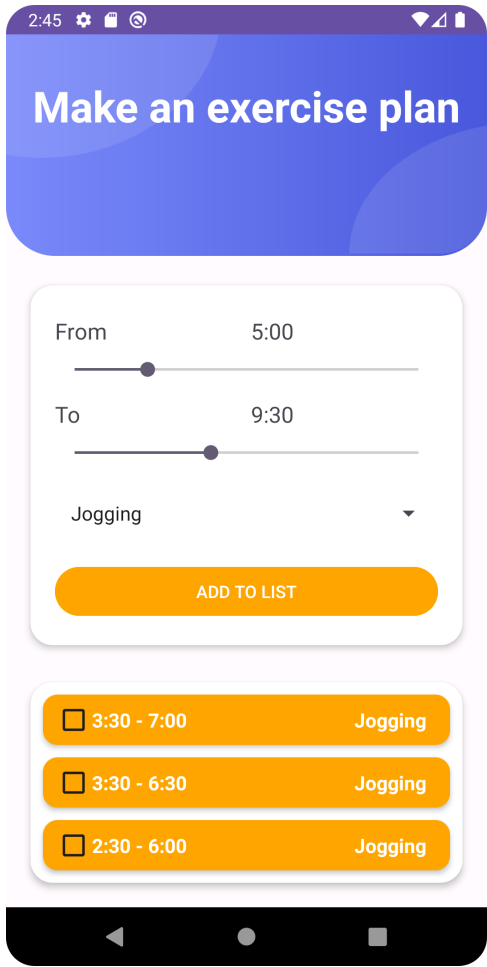 2:45
Make an exercise plan
From 5:00
To 9:30
Jogging
ADD TO LIST
3:30 - 7:00 Jogging
3:30 - 6:30 Jogging
2:30 - 6:00 Jogging